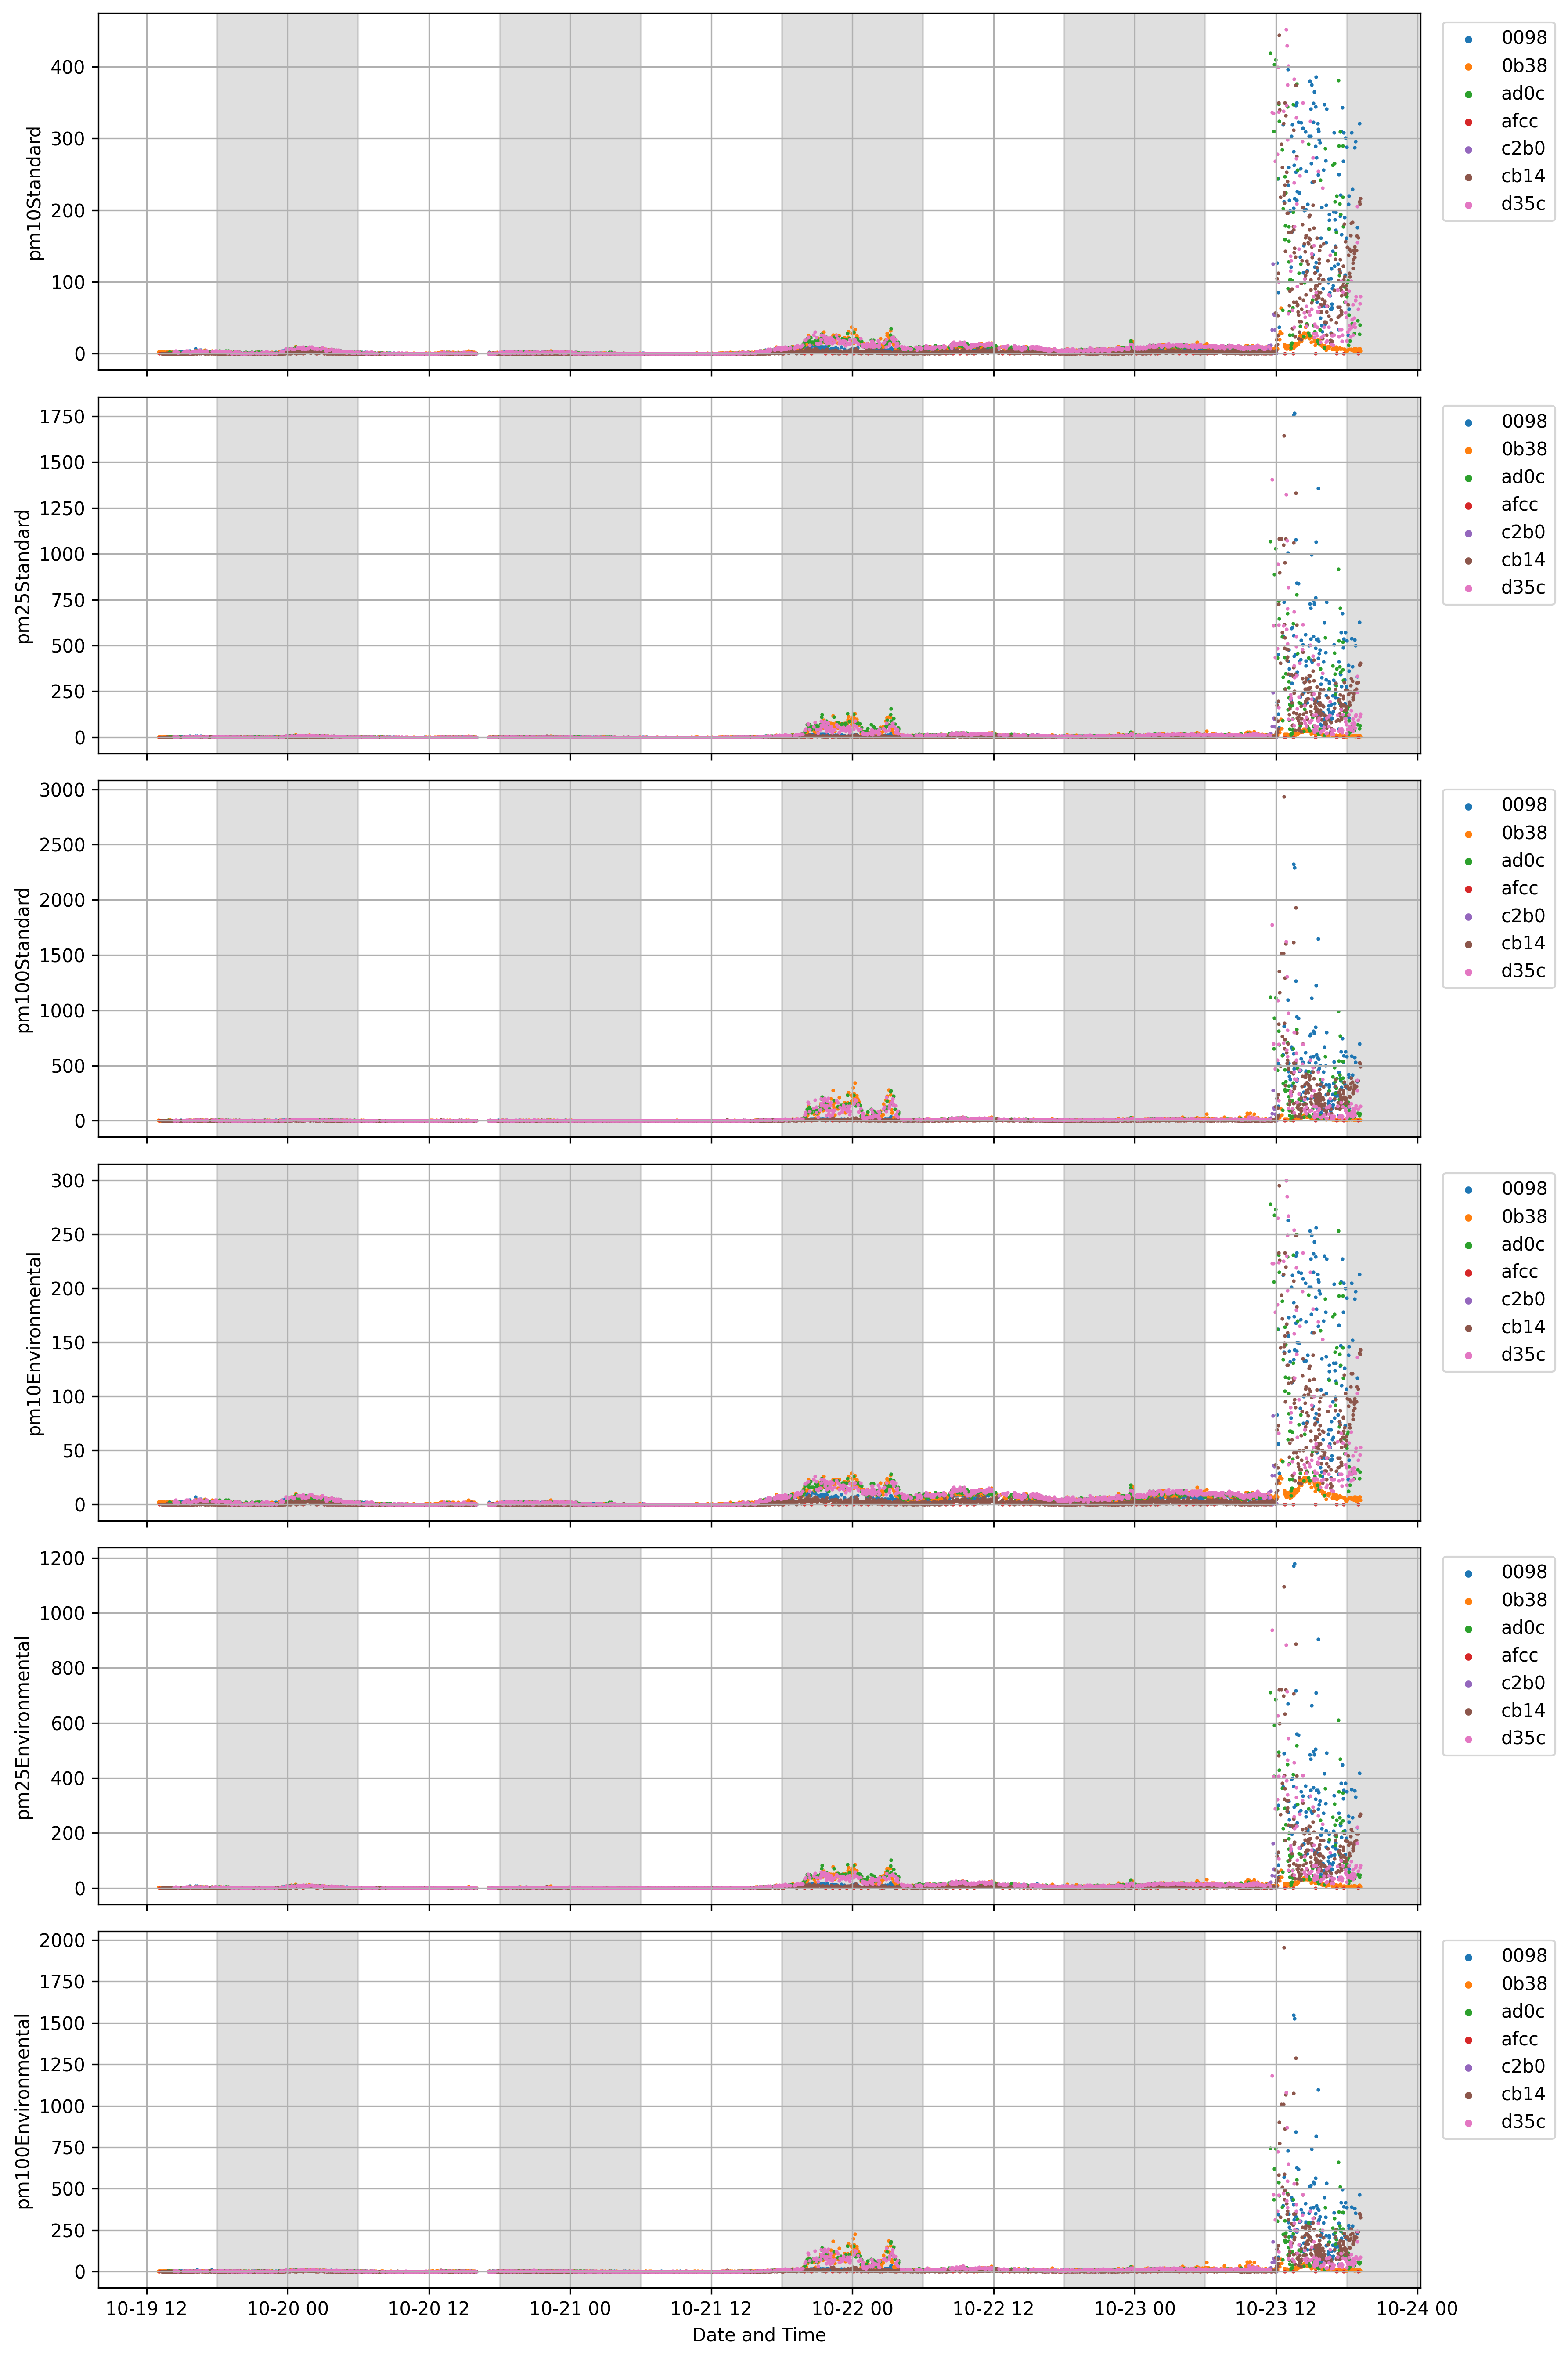 pm10Standard
400
300
200
100
0
0098
0b38
ad0c
afcc
c2b0
cb14
d35c
pm25Standard
1750
1500
1250
1000
750
500
250
0
0098
0b38
ad0c
afcc
c2b0
cb14
d35c
pm100Standard
3000
2500
2000
1500
1000
500
0
0098
0b38
ad0c
afcc
c2b0
cb14
d35c
pm10Environmental
300
250
200
150
100
50
0
0098
0b38
ad0c
afcc
c2b0
cb14
d35c
pm25Environmental
1200
1000
800
600
400
200
0
0098
0b38
ad0c
afcc
c2b0
cb14
d35c
pm100Environmental
2000
1750
1500
1250
1000
750
500
250
0
0098
0b38
ad0c
afcc
c2b0
cb14
d35c
10-19 12 10-20 00 10-20 12 10-21 00 10-21 12 10-22 00 10-22 12 10-23 00 10-23 12 10-24 00
Date and Time